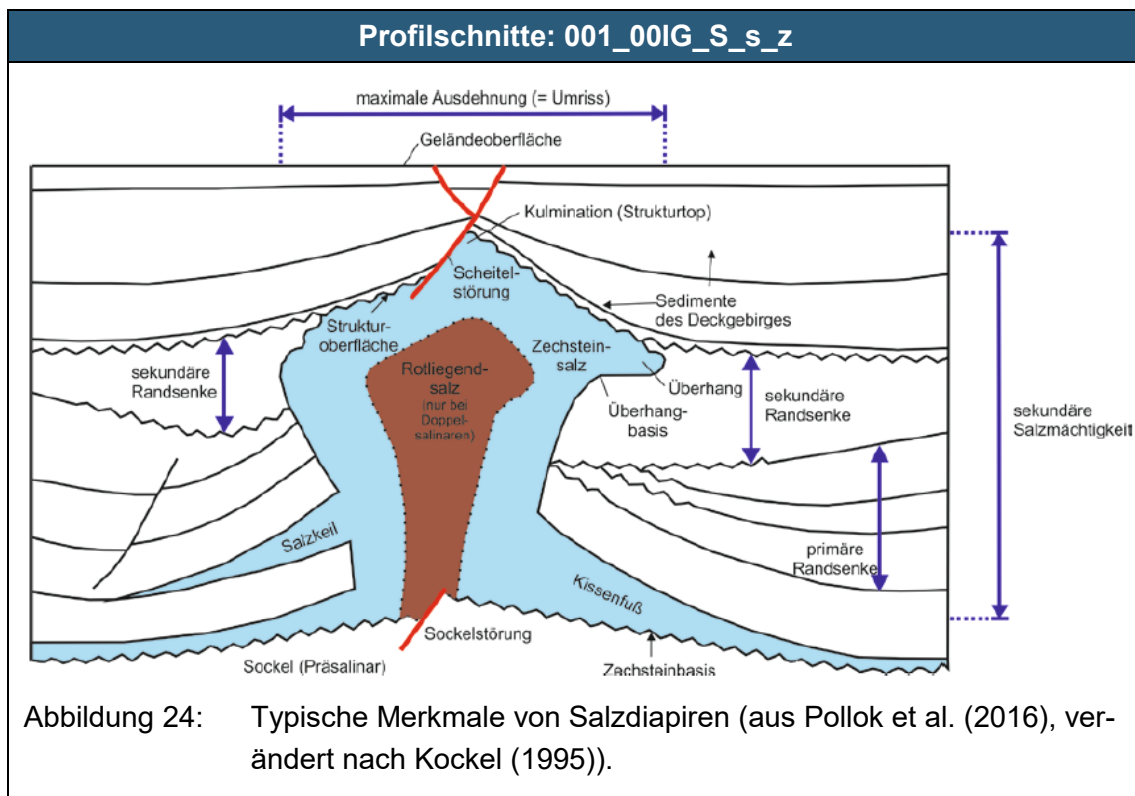 Profilschnitte: 001_00IG_S_s_z
maximale Ausdehnung (= Umriss)
Geländeoberfläche
Kulmination (Strukturtop)
Scheitel-
störung
Sedimente
des Deckgebirges
Struktur-
oberfläche
Zechstein-
salz
sekundäre
Randsenke
Rotliegend-
salz
(nur bei
Doppel-
salinaren)
Überhang
Überhang-
basis
sekundäre
Randsenke
sekundäre
Salzmächtigkeit
Salzkeil
primäre
Randsenke
Kissenfuß
Sockelstörung
Sockel (Präsalinar)
Zechsteinbasis
Abbildung 24: Typische Merkmale von Salzdiapiren (aus Pollok et al. (2016), ver-
ändert nach Kockel (1995)).